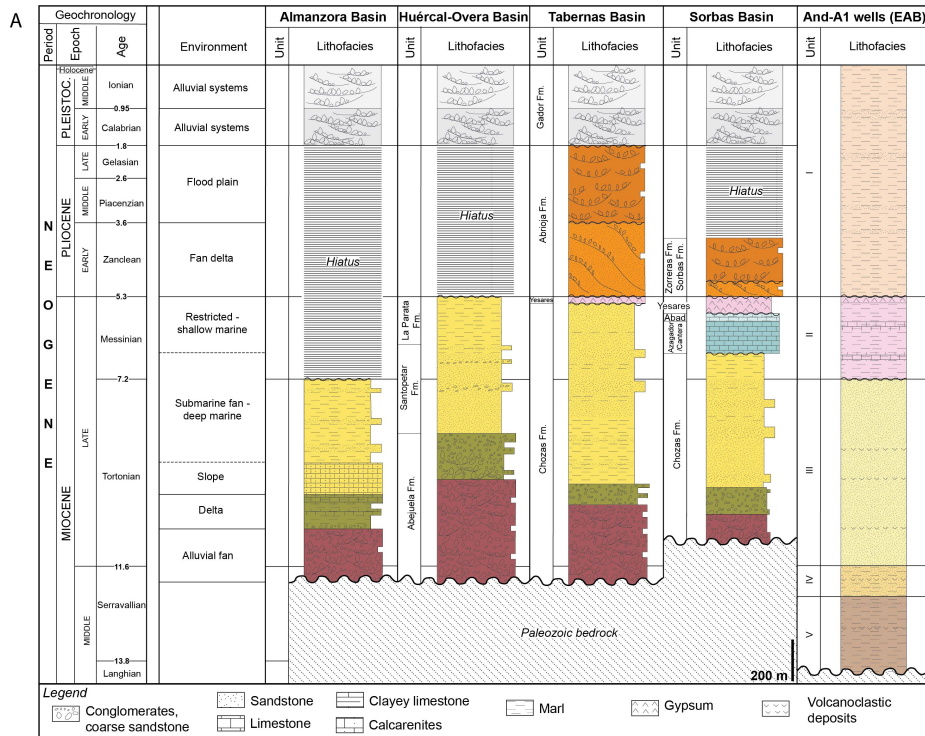 A
Geochronology
Period
Epoch
Age
Environment
Almanzora Basin
Unit
Lithofacies
Huércal-Overa Basin
Unit
Lithofacies
Tabernas Basin
Unit
Lithofacies
Sorbas Basin
Unit
Lithofacies
And-A1 wells (EAB)
Unit
Lithofacies
NEOGENE
Holocene
PLEISTOC.
MIDDLE
EARLY
PLIOCENE
LATE
MIDDLE
EARLY
MIOCENE
LATE
MIDDLE
Ionian
0.95
Calabrian
1.8
Gelasian
2.6
Piacenzian
3.6
Zanclean
5.3
Messinian
7.2
Tortonian
11.6
Serravallian
13.8
Langhian
Alluvial systems
Alluvial systems
Flood plain
Fan delta
Restricted -
shallow marine
Submarine fan -
deep marine
Slope
Delta
Alluvial fan
Hiatus
Hiatus
La Parata
Fm.
Santopetar
Fm.
Abejuela Fm.
Gador Fm.
Abrioja Fm.
Yesares
Chozas Fm.
Hiatus
Zorreras Fm.
Sorbas Fm.
Yesares
Abad
Azagador
/Cantera
Chozas Fm.
I
II
III
IV
V
Paleozoic bedrock
200 m
Legend
Conglomerates,
coarse sandstone
Sandstone
Limestone
Clayey limestone
Calcarenites
Marl
Gypsum
Volcanoclastic
deposits